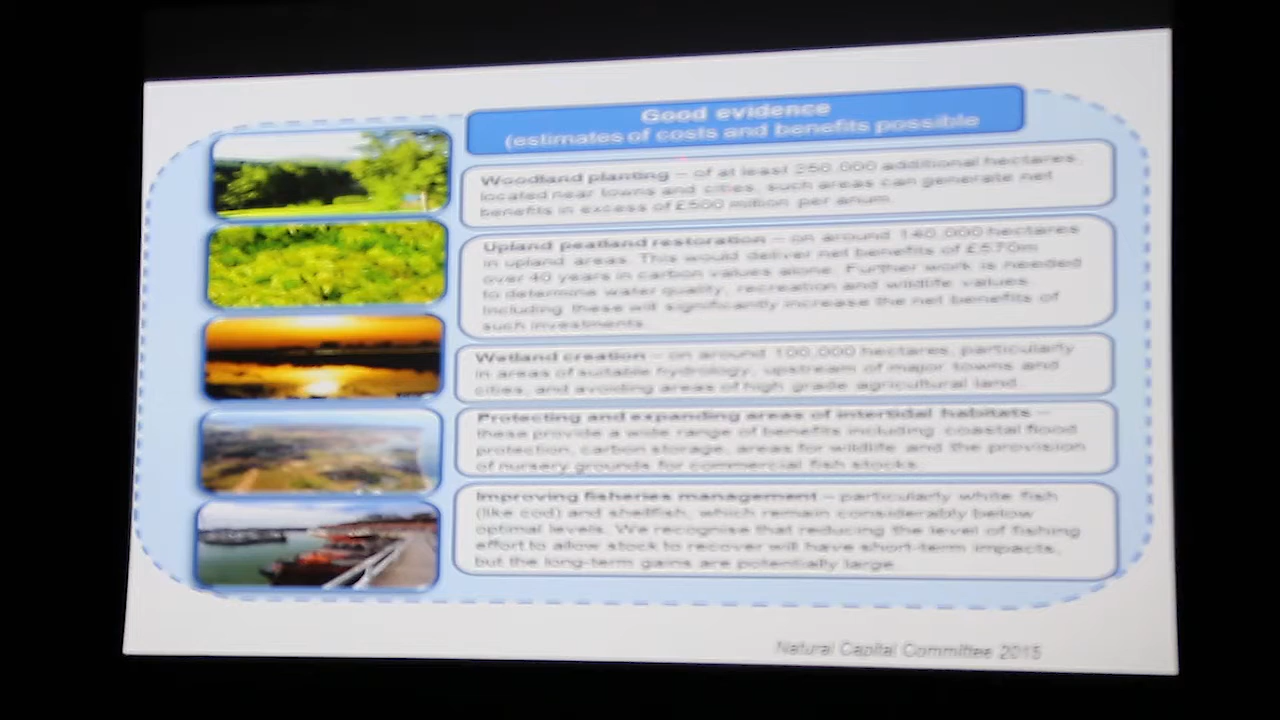 Good evidence
(estimates of costs and benefits possible
Woodland planting – of at least 250,000 additional hectares,
located near towns and cities, such areas can generate net
benefits in excess of £500 million per anum.
Upland peatland restoration – on around 140,000 hectares
in upland areas. This would deliver net benefits of £570m
over 40 years in carbon values alone. Further work is needed
to determine water quality, recreation and wildlife values.
Including these will significantly increase the net benefits of
such investments.
Wetland creation – on around 100,000 hectares, particularly
in areas of suitable hydrology, upstream of major towns and
cities, and avoiding areas of high grade agricultural land.
Protecting and expanding areas of intertidal habitats –
these provide a wide range of benefits including: coastal flood
protection, carbon storage, areas for wildlife and the provision
of nursery grounds for commercial fish stocks.
Improving fisheries management – particularly white fish
(like cod) and shellfish, which remain considerably below
optimal levels. We recognise that reducing the level of fishing
effort to allow stock to recover will have short-term impacts,
but the long-term gains are potentially large.
Natural Capital Committee 2015